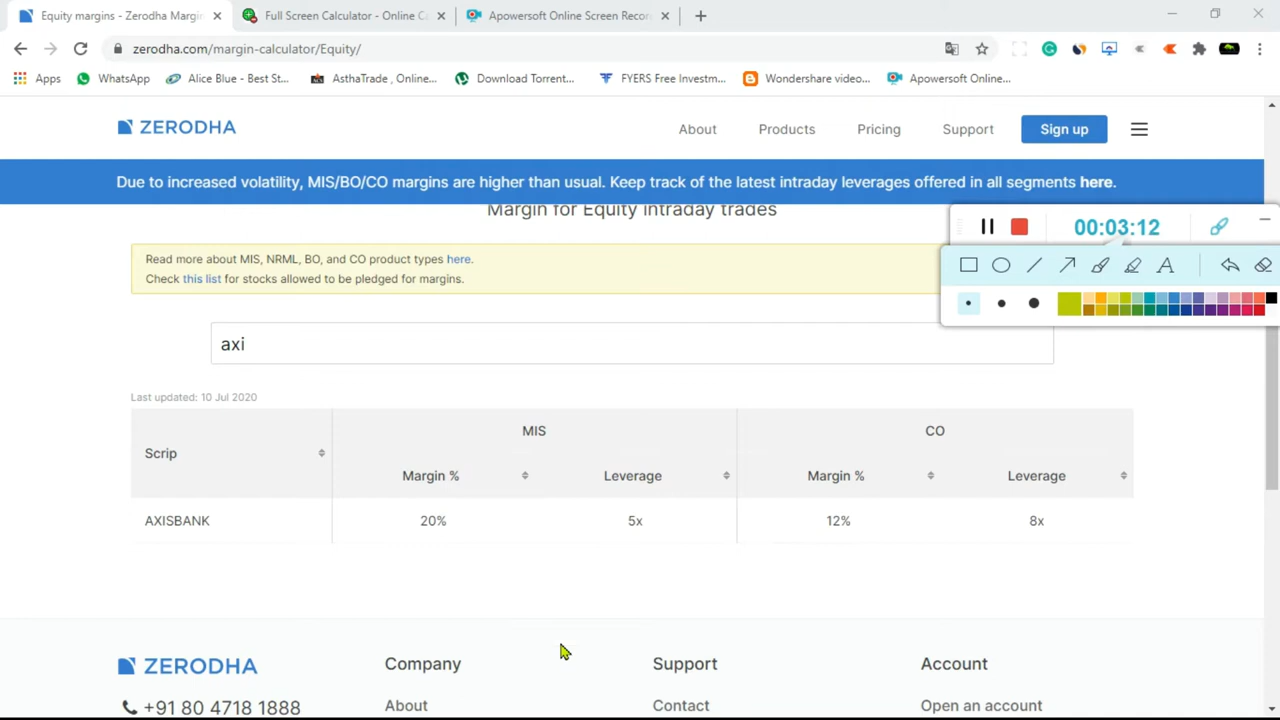 Equity margins - Zerodha Margin
Full Screen Calculator - Online Ca
Apowersoft Online Screen Recor
zerodha.com/margin-calculator/Equity/
Apps
WhatsApp
Alice Blue - Best St...
AsthaTrade , Online...
Download Torrent...
FYERS Free Investm...
Wondershare video...
Apowersoft Online...
ZERODHA
About
Products
Pricing
Support
Sign up
Due to increased volatility, MIS/BO/CO margins are higher than usual. Keep track of the latest intraday leverages offered in all segments here.
Margin for Equity intraday trades
00:03:12
Read more about MIS, NRML, BO, and CO product types here.
Check this list for stocks allowed to be pledged for margins.
A
axi
Last updated: 10 Jul 2020
Scrip
MIS
CO
Margin %
Leverage
Margin %
Leverage
AXISBANK
20%
5x
12%
8x
ZERODHA
Company
Support
Account
+91 80 4718 1888
About
Contact
Open an account